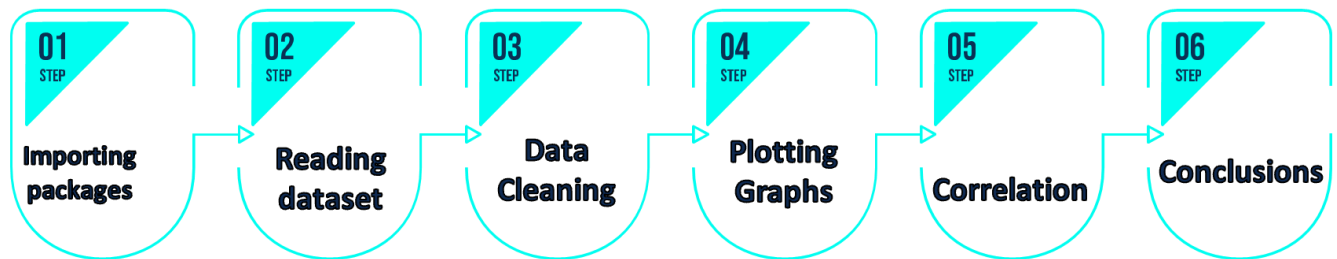 01
STEP
Importing
packages
02
STEP
Reading
dataset
03
STEP
Data
Cleaning
04
STEP
Plotting
Graphs
05
STEP
Correlation
06
STEP
Conclusions